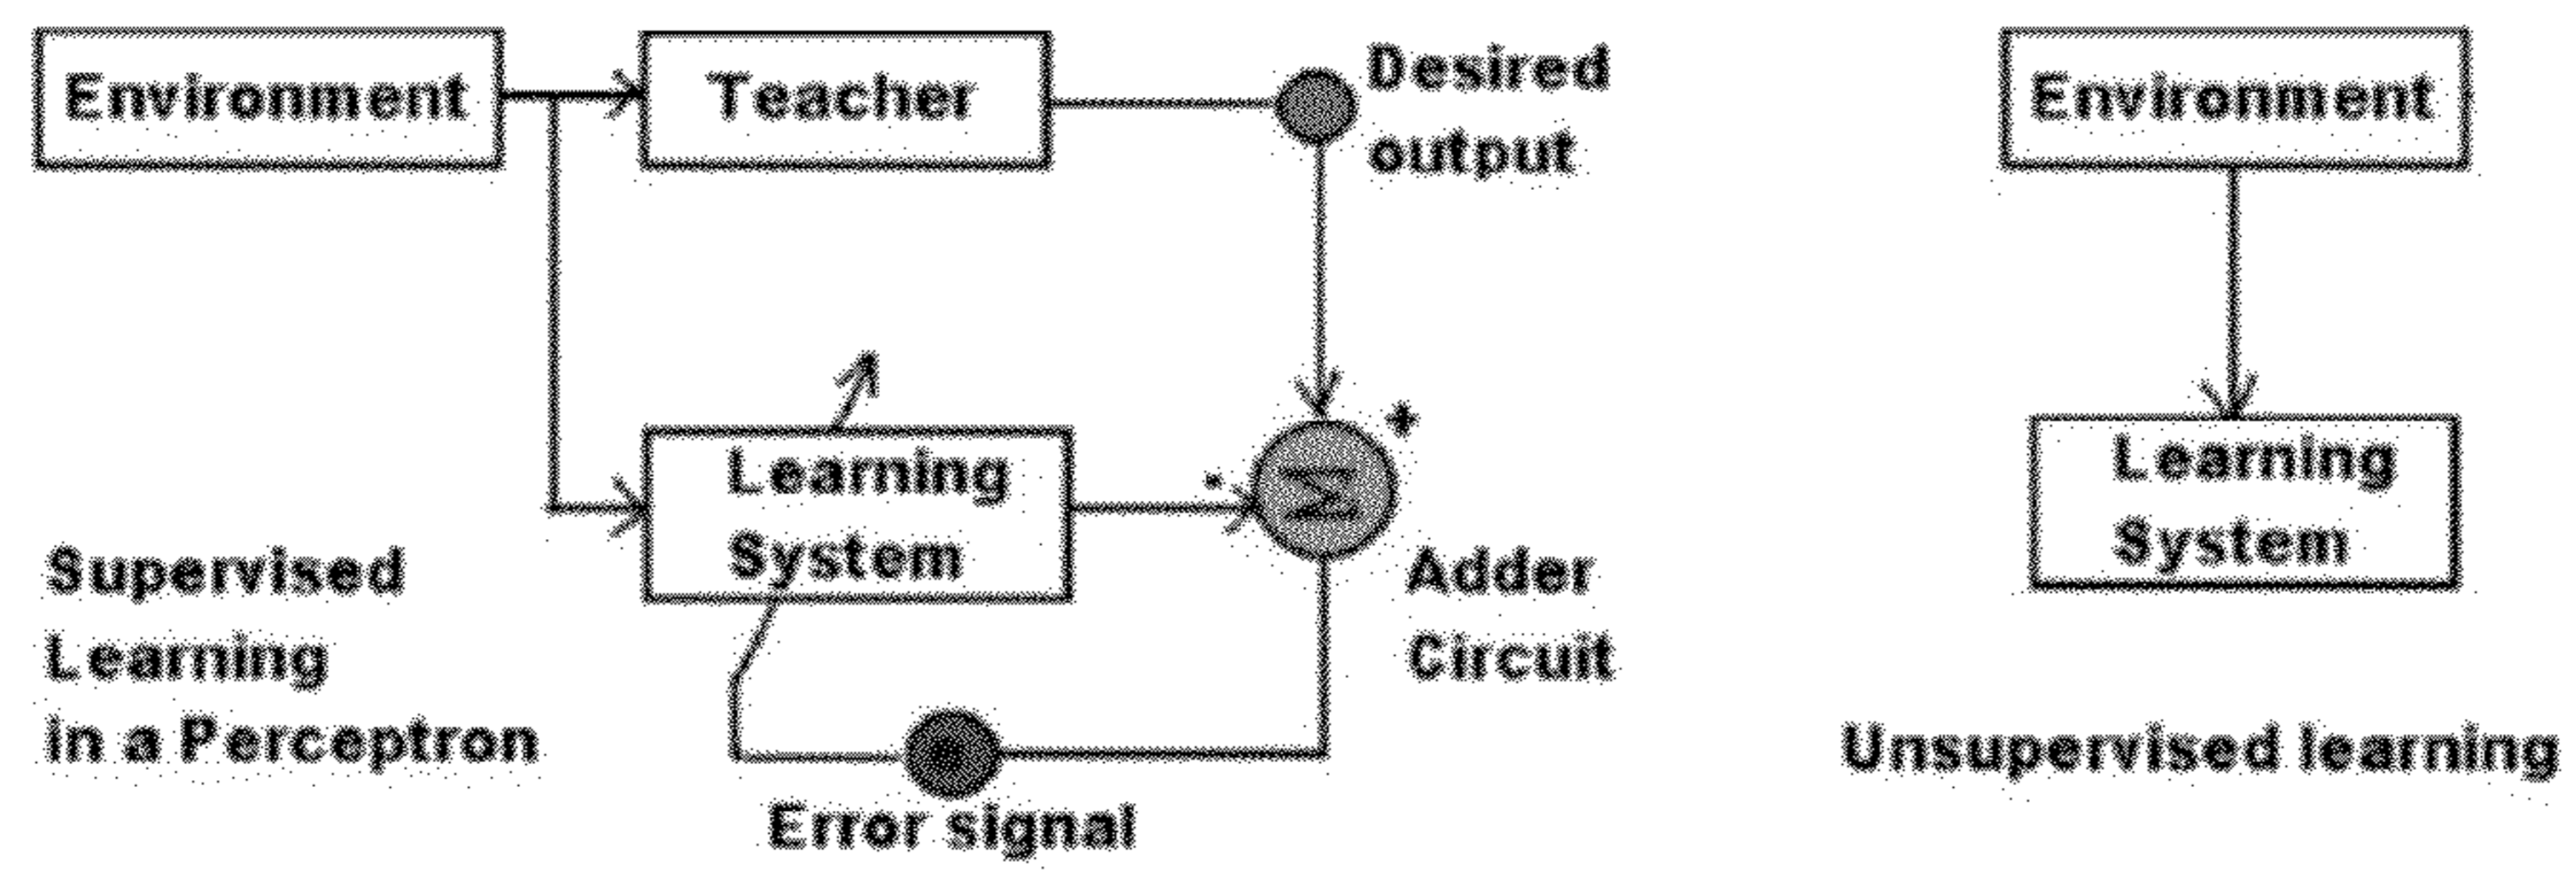 Environment
Teacher
Desired
output
Learning
System
+
-
Σ
Adder
Circuit
Error signal
Supervised
Learning
in a Perceptron
Environment
Learning
System
Unsupervised learning